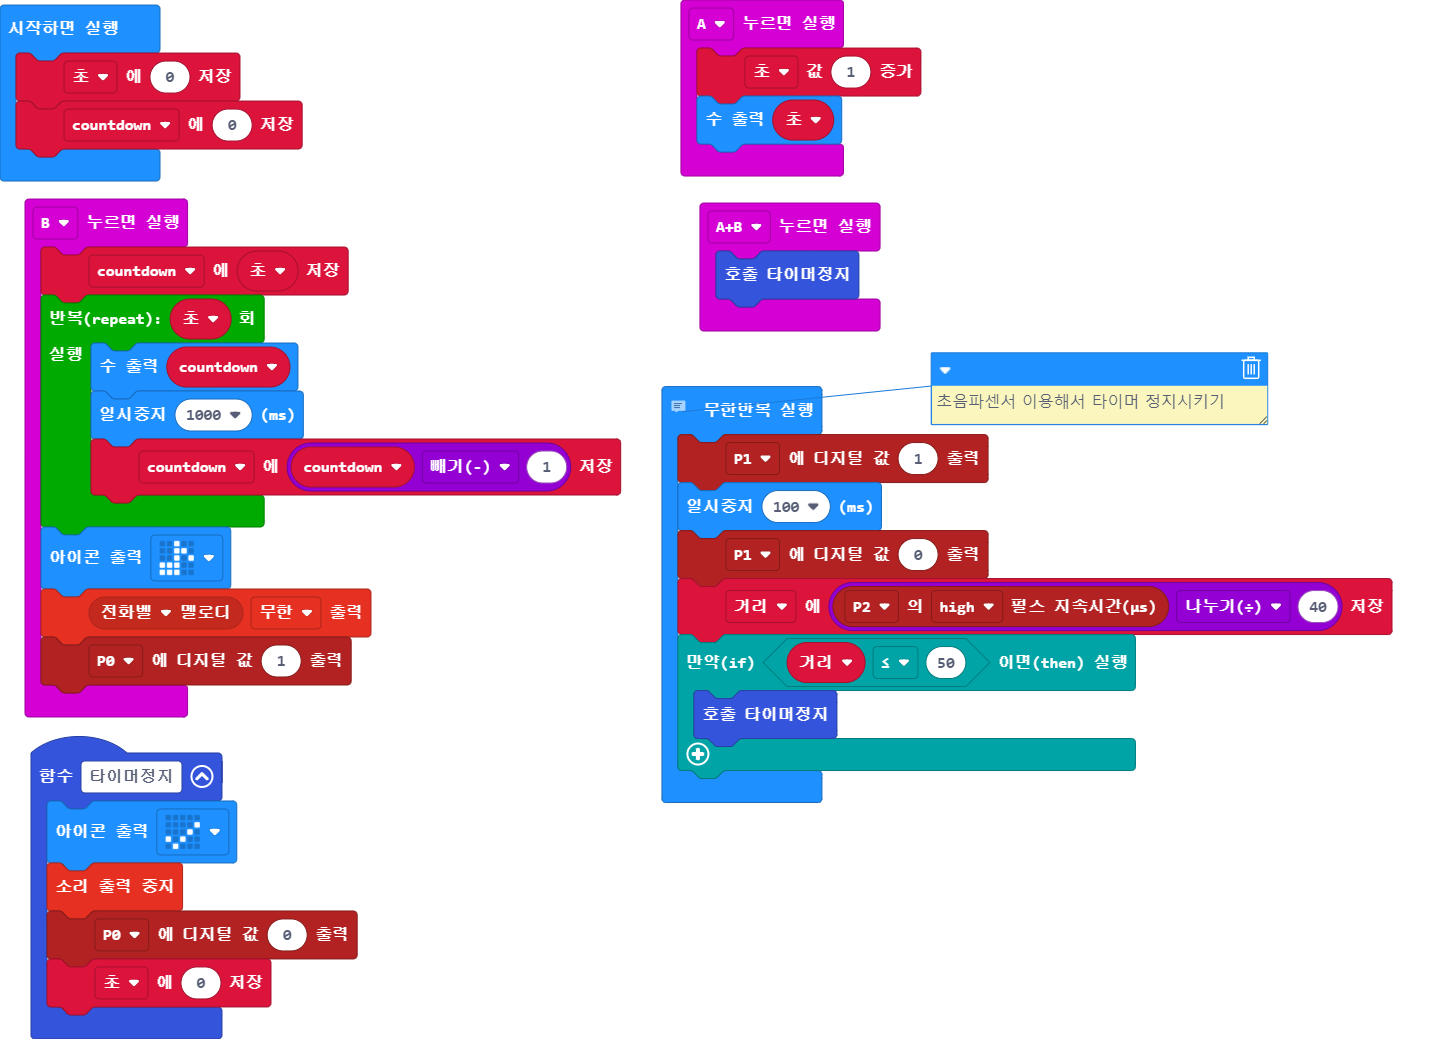 시작하면 실행
초 에 0 저장
countdown 에 0 저장
B 누르면 실행
countdown 에 초 저장
반복(repeat): 초 회
실행
수 출력 countdown
일시중지 1000 (ms)
countdown 에 countdown 빼기(-) 1 저장
아이콘 출력
전화벨 멜로디 무한 출력
P0 에 디지털 값 1 출력
함수 타이머정지
아이콘 출력
소리 출력 중지
P0 에 디지털 값 0 출력
초 에 0 저장
A 누르면 실행
초 값 1 증가
수 출력 초
A+B 누르면 실행
호출 타이머정지
초음파센서 이용해서 타이머 정지시키기
무한반복 실행
P1 에 디지털 값 1 출력
일시중지 100 (ms)
P1 에 디지털 값 0 출력
거리 에 P2 의 high 펄스 지속시간(µs) 나누기(÷) 40 저장
만약(if) 거리 ≤ 50 이면(then) 실행
호출 타이머정지